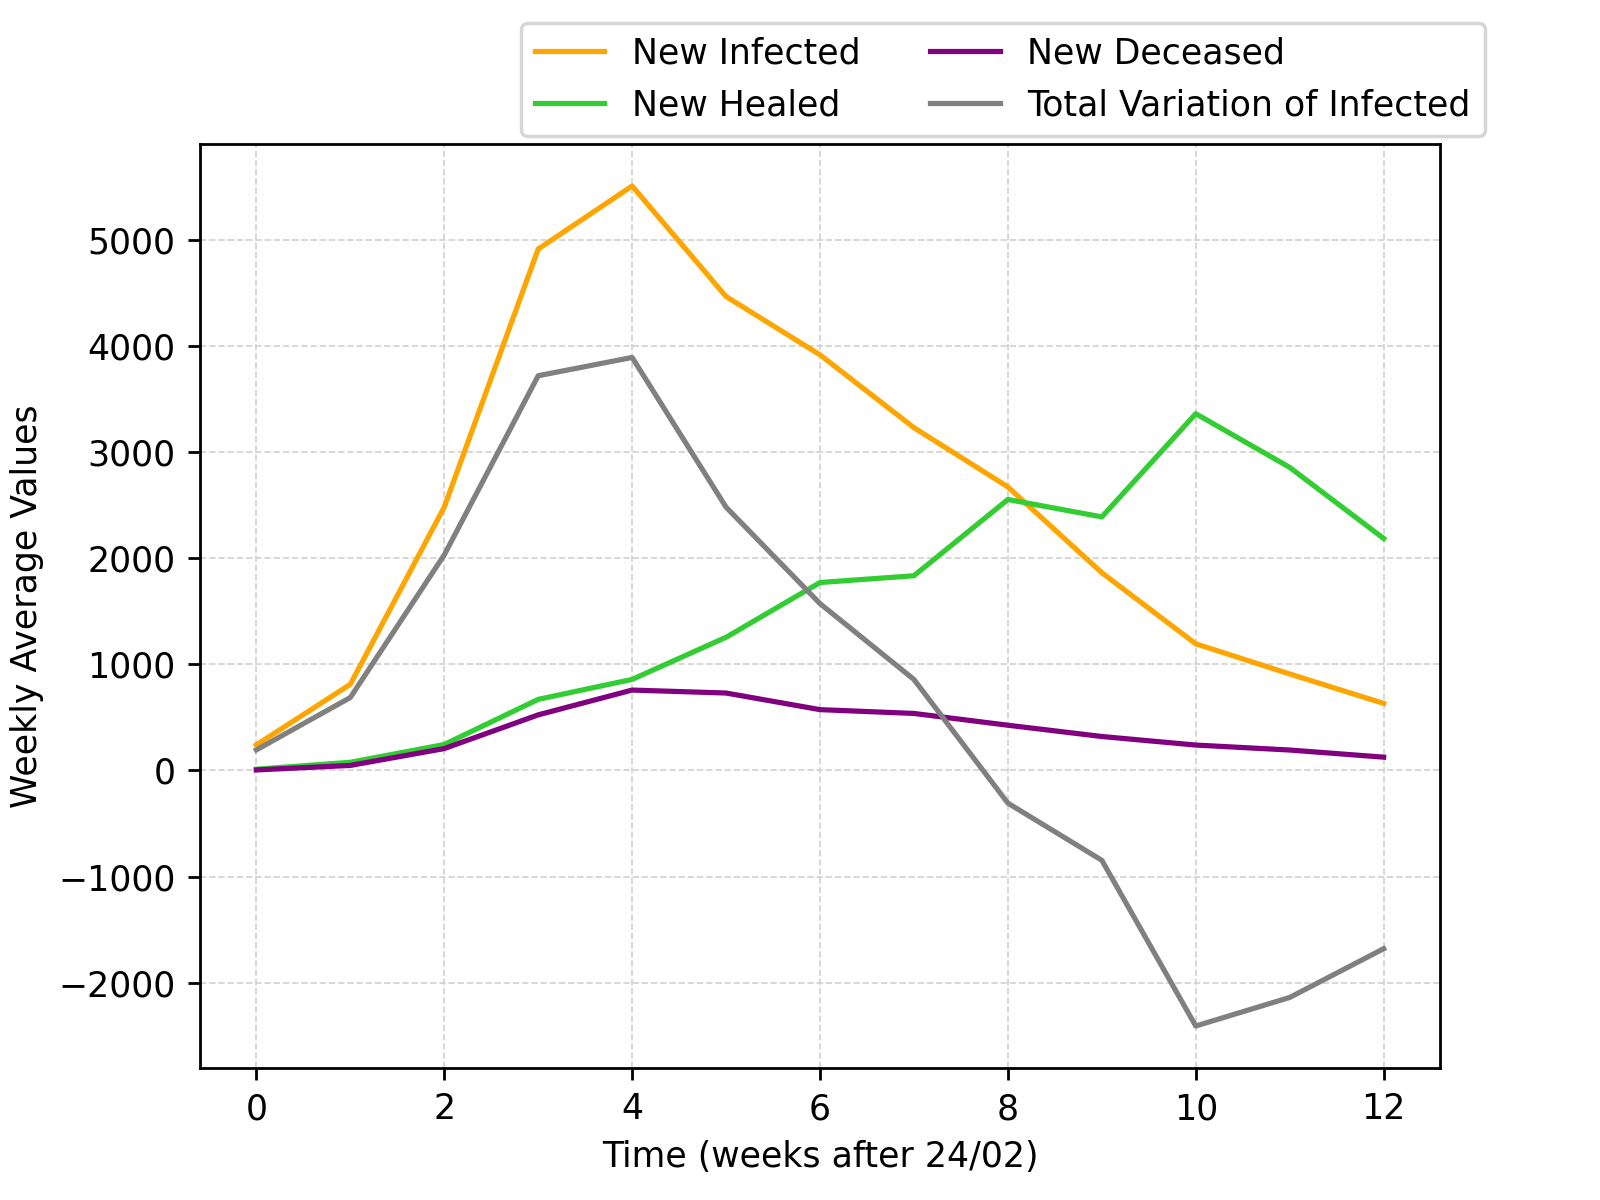 New Infected
New Healed
New Deceased
Total Variation of Infected
Weekly Average Values
5000
4000
3000
2000
1000
0
−1000
−2000
0 2 4 6 8 10 12
Time (weeks after 24/02)